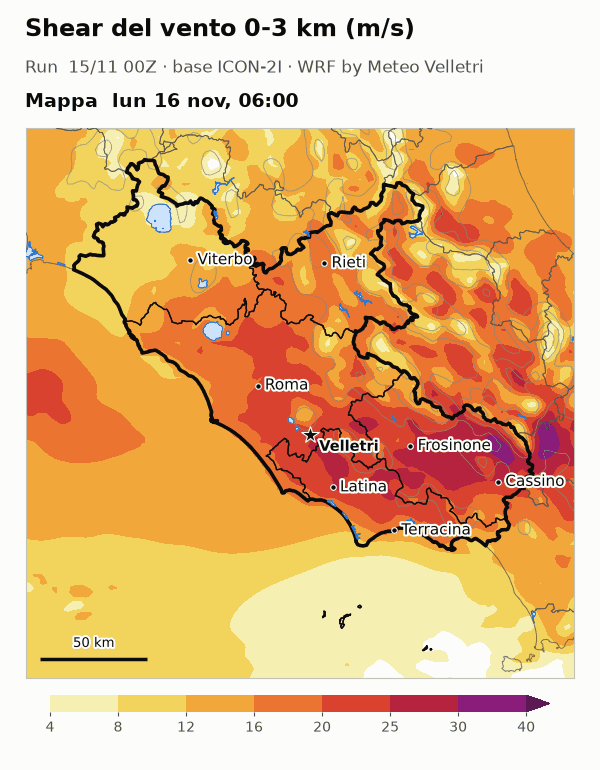 Shear del vento 0-3 km (m/s)
Run  15/11 00Z · base ICON-2I · WRF by Meteo Velletri
Mappa  lun 16 nov, 06:00
Viterbo
Rieti
Roma
Velletri
Frosinone
Latina
Cassino
Terracina
50 km
4 8 12 16 20 25 30 40